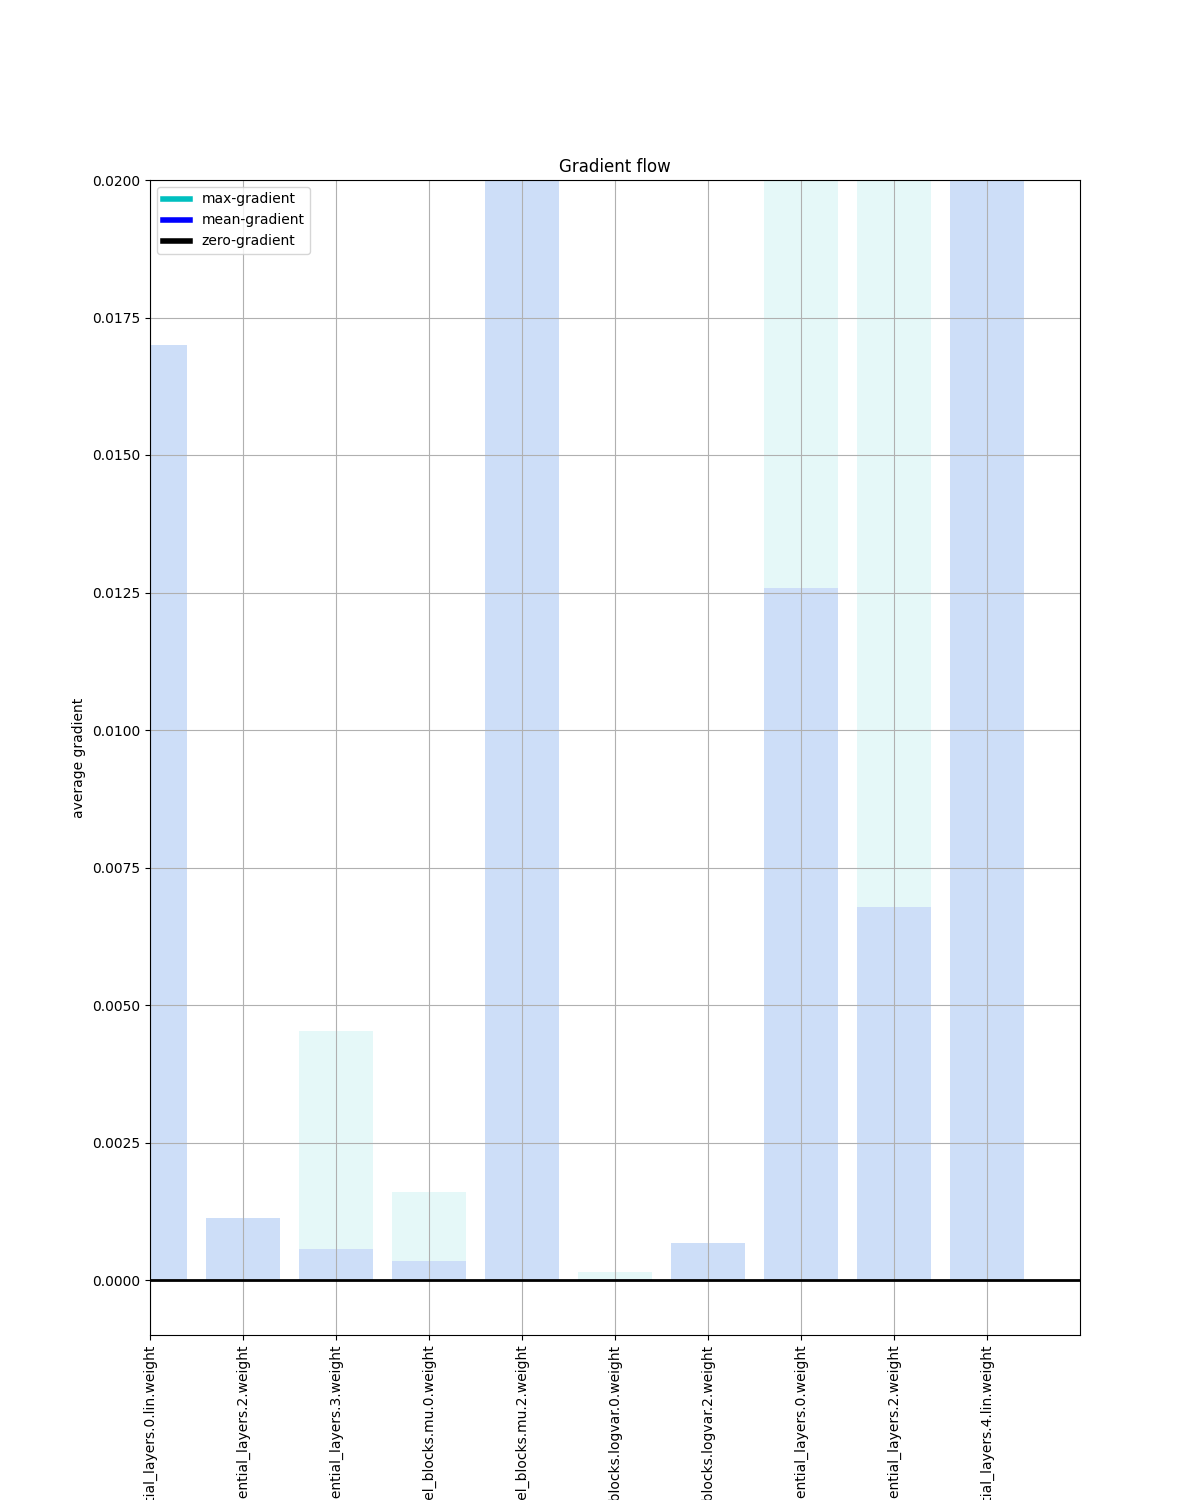 Gradient flow
max-gradient
mean-gradient
zero-gradient
0.0200
0.0175
0.0150
0.0125
0.0100
0.0075
0.0050
0.0025
0.0000
average gradient
tial_layers.0.lin.weight
ential_layers.2.weight
ential_layers.3.weight
el_blocks.mu.0.weight
el_blocks.mu.2.weight
blocks.logvar.0.weight
blocks.logvar.2.weight
ential_layers.0.weight
ential_layers.2.weight
tial_layers.4.lin.weight